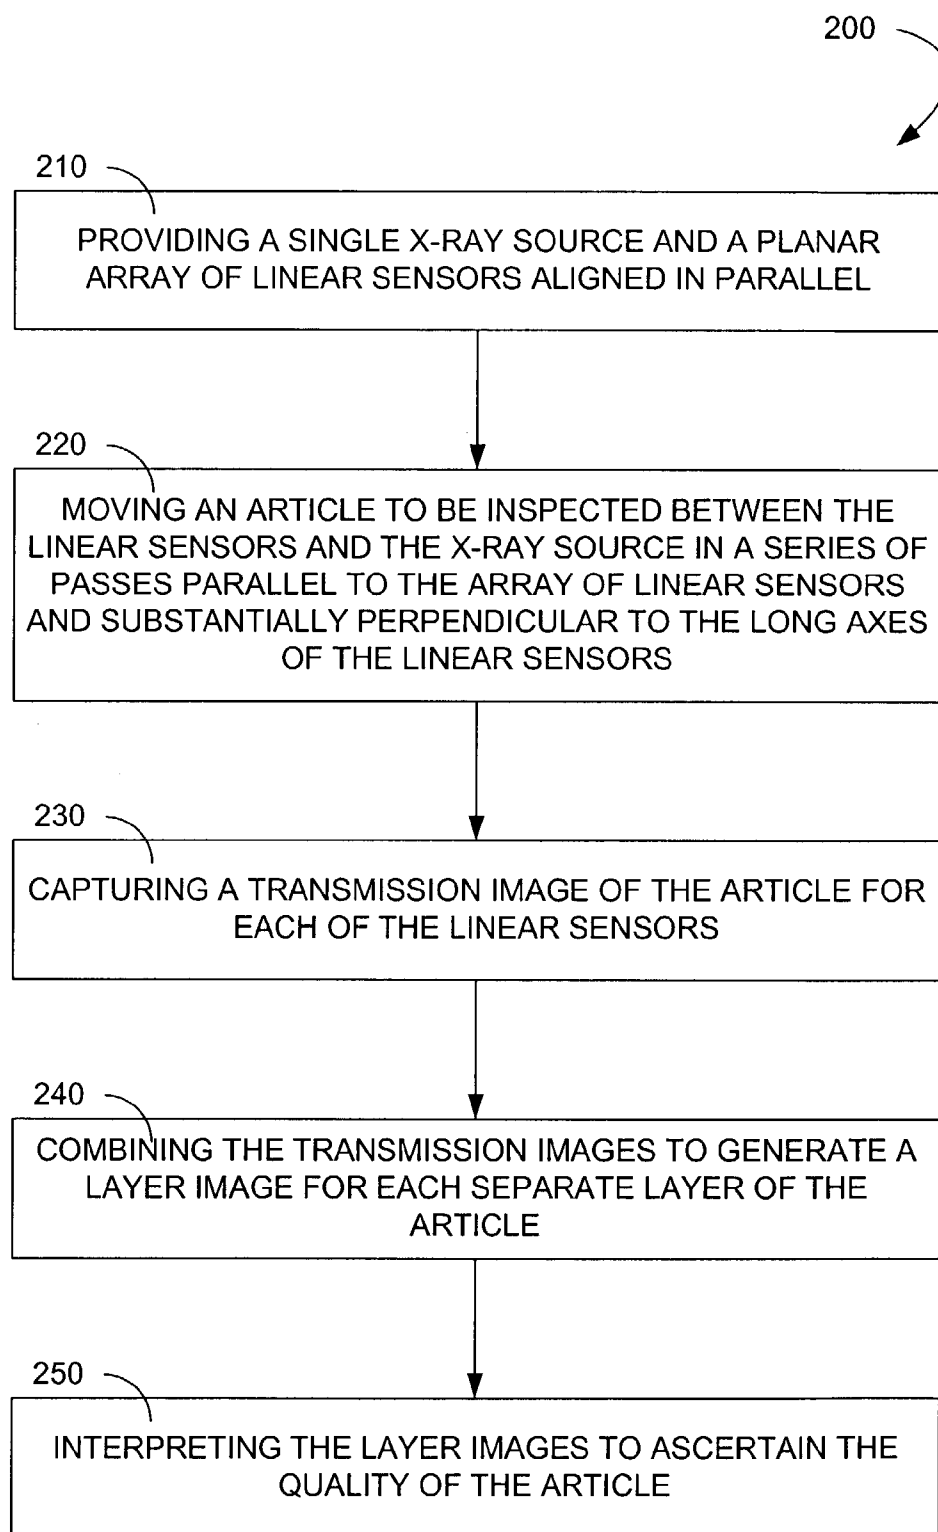 200
210
PROVIDING A SINGLE X-RAY SOURCE AND A PLANAR
ARRAY OF LINEAR SENSORS ALIGNED IN PARALLEL
220
MOVING AN ARTICLE TO BE INSPECTED BETWEEN THE
LINEAR SENSORS AND THE X-RAY SOURCE IN A SERIES OF
PASSES PARALLEL TO THE ARRAY OF LINEAR SENSORS
AND SUBSTANTIALLY PERPENDICULAR TO THE LONG AXES
OF THE LINEAR SENSORS
230
CAPTURING A TRANSMISSION IMAGE OF THE ARTICLE FOR
EACH OF THE LINEAR SENSORS
240
COMBINING THE TRANSMISSION IMAGES TO GENERATE A
LAYER IMAGE FOR EACH SEPARATE LAYER OF THE
ARTICLE
250
INTERPRETING THE LAYER IMAGES TO ASCERTAIN THE
QUALITY OF THE ARTICLE